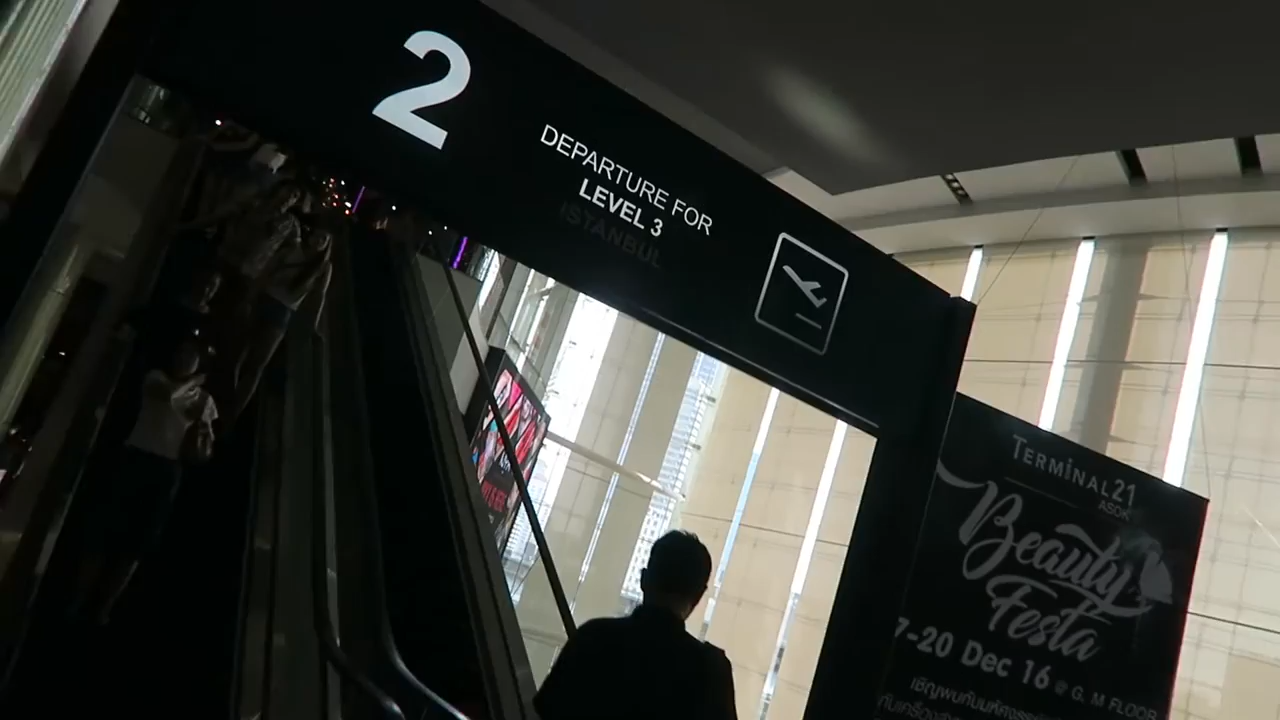 2
DEPARTURE FOR
LEVEL 3
ISTANBUL
TERMINAL21
ASOK
Beauty
Festa
7-20 Dec 16 @ G, M FLOOR